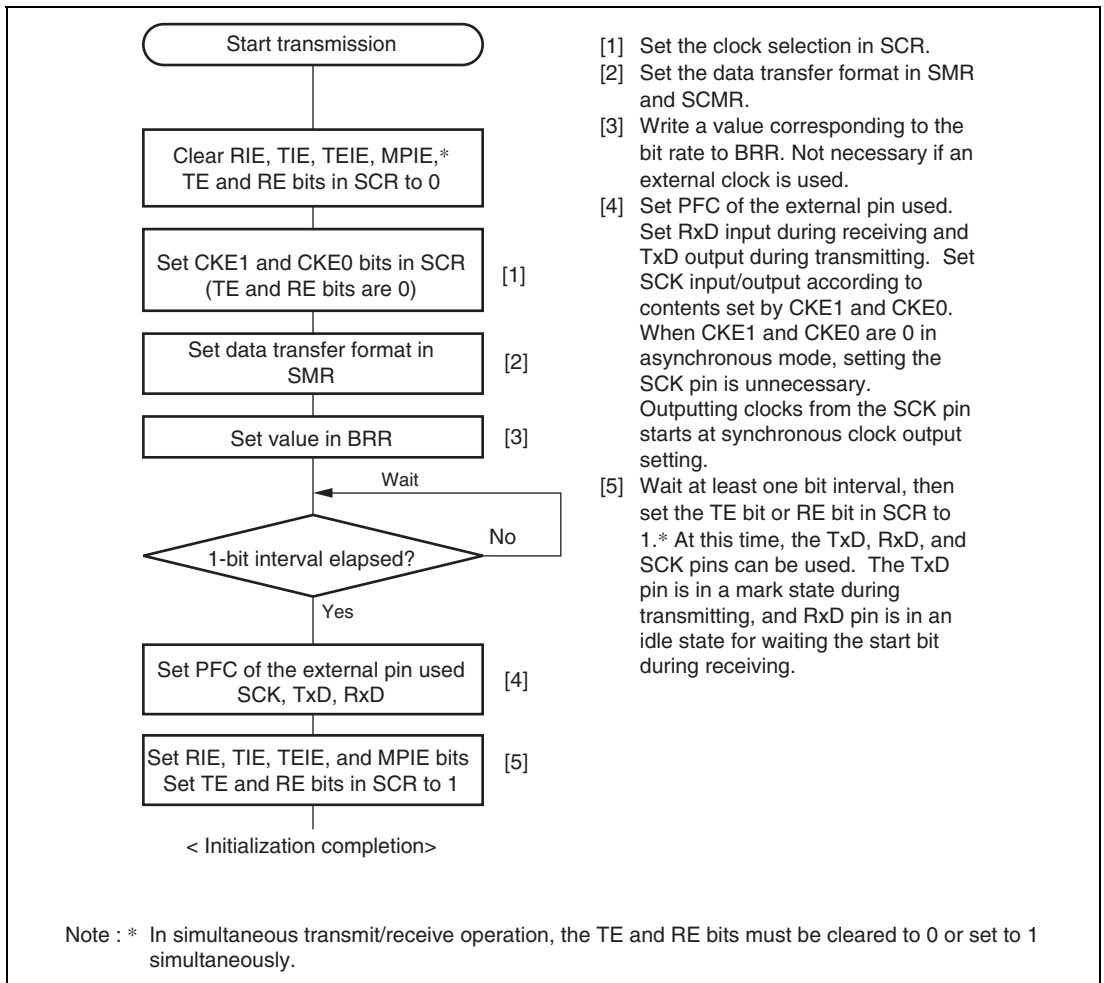 Start transmission
Clear RIE, TIE, TEIE, MPIE,*
TE and RE bits in SCR to 0
Set CKE1 and CKE0 bits in SCR
(TE and RE bits are 0)
[1]
Set data transfer format in
SMR
[2]
Set value in BRR
[3]
Wait
1-bit interval elapsed?
No
Yes
Set PFC of the external pin used
SCK, TxD, RxD
[4]
Set RIE, TIE, TEIE, and MPIE bits
Set TE and RE bits in SCR to 1
[5]
< Initialization completion>
[1] Set the clock selection in SCR.
[2] Set the data transfer format in SMR
and SCMR.
[3] Write a value corresponding to the
bit rate to BRR. Not necessary if an
external clock is used.
[4] Set PFC of the external pin used.
Set RxD input during receiving and
TxD output during transmitting. Set
SCK input/output according to
contents set by CKE1 and CKE0.
When CKE1 and CKE0 are 0 in
asynchronous mode, setting the
SCK pin is unnecessary.
Outputting clocks from the SCK pin
starts at synchronous clock output
setting.
[5] Wait at least one bit interval, then
set the TE bit or RE bit in SCR to
1.* At this time, the TxD, RxD, and
SCK pins can be used. The TxD
pin is in a mark state during
transmitting, and RxD pin is in an
idle state for waiting the start bit
during receiving.
Note : * In simultaneous transmit/receive operation, the TE and RE bits must be cleared to 0 or set to 1
simultaneously.